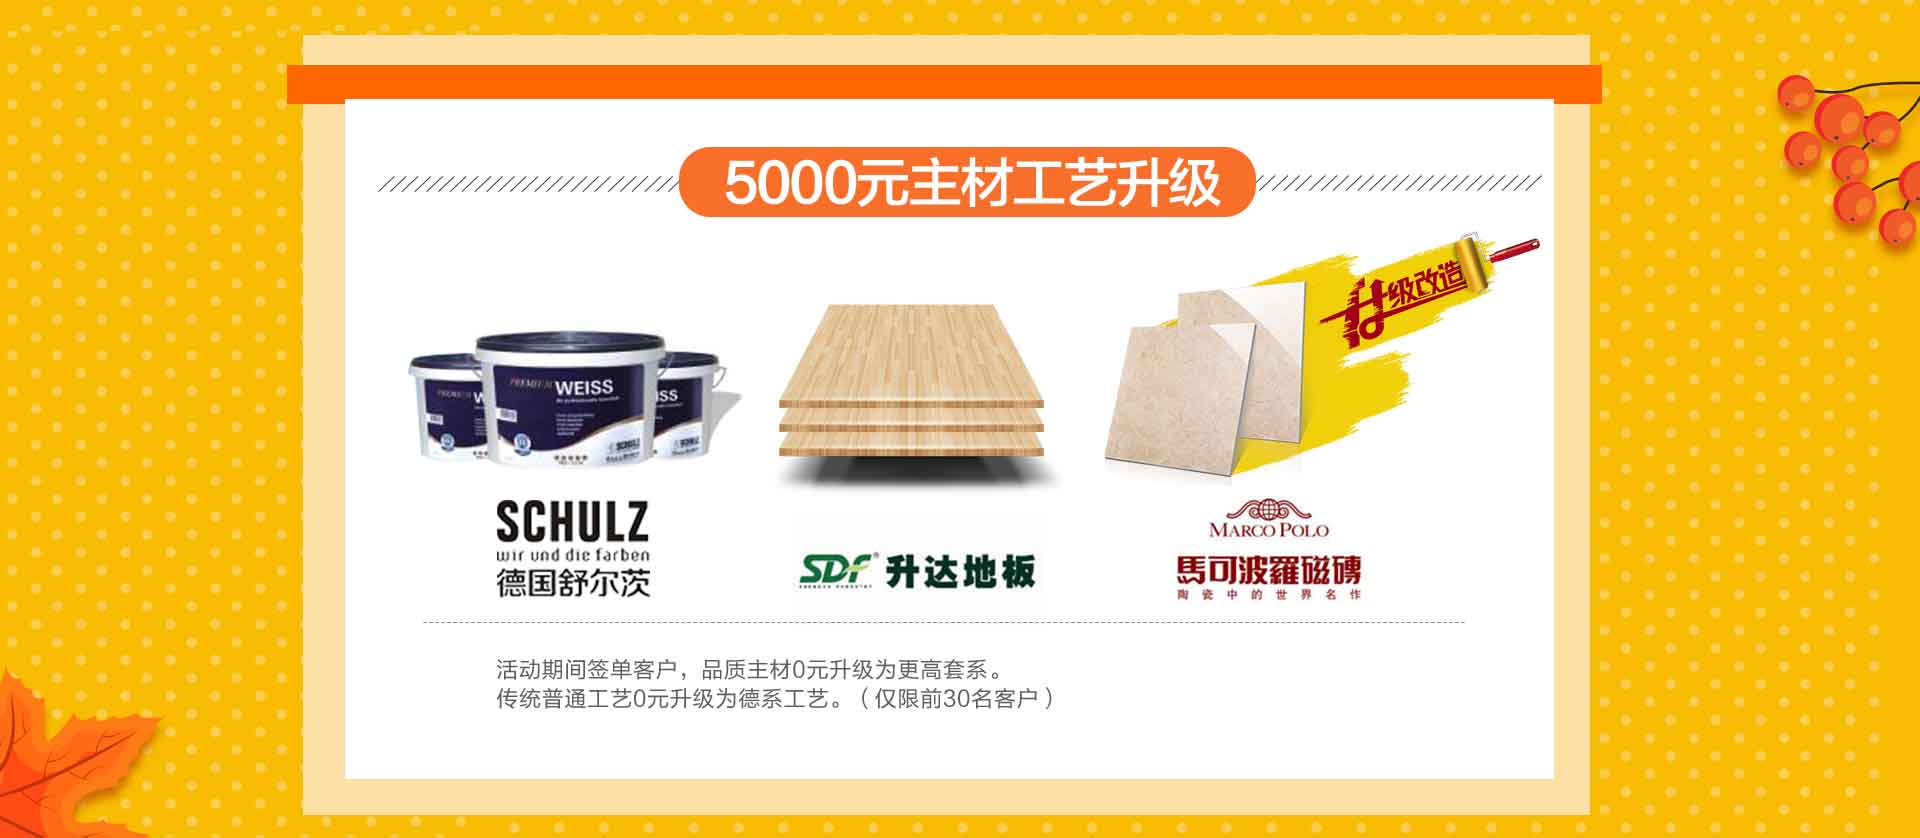 5000元主材工艺升级
升级改造
PREMIUM WEISS
SCHULZ
SCHULZ
wir und die farben
德国舒尔茨
SDF® 升达地板
MARCO POLO
馬可波羅磁磚
陶瓷中的世界名作
活动期间签单客户，品质主材0元升级为更高套系。
传统普通工艺0元升级为德系工艺。（仅限前30名客户）